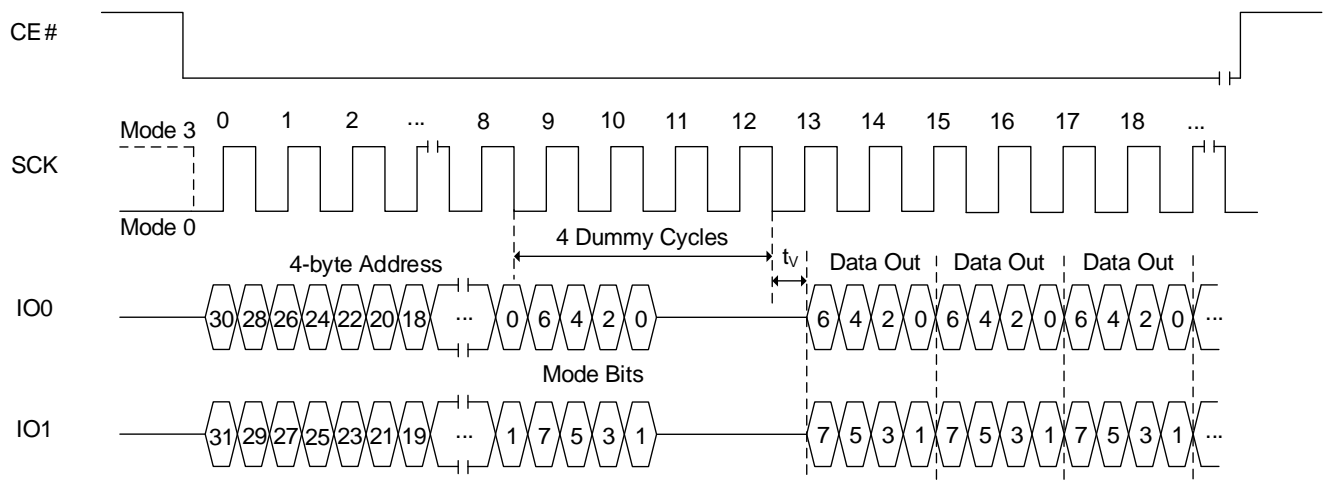 CE#
0 1 2 ... 8 9 10 11 12 13 14 15 16 17 18 ...
Mode 3
SCK
Mode 0
4 Dummy Cycles
4-byte Address tV Data Out Data Out Data Out
IO0 30 28 26 24 22 20 18 ... 0 6 4 2 0 6 4 2 0 6 4 2 0 6 4 2 0 ...
Mode Bits
IO1 31 29 27 25 23 21 19 ... 1 7 5 3 1 7 5 3 1 7 5 3 1 7 5 3 1 ...